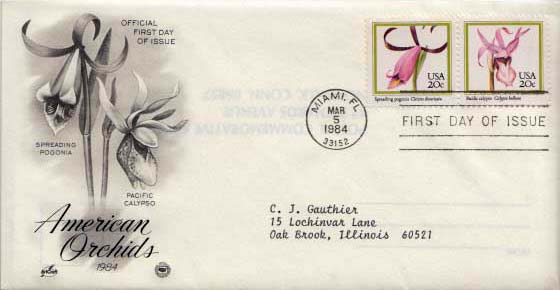 OFFICIAL
FIRST DAY
OF ISSUE
SPREADING
POGONIA
PACIFIC
CALYPSO
American
Orchids
1984
USA
20c
USA
20c
Spreading pogonia
Pacific calypso Calypso bulbosa
MIAMI, FL
MAR
5
1984
33152
FIRST DAY OF ISSUE
C. J. Gauthier
15 Lochinvar Lane
Oak Brook, Illinois 60521